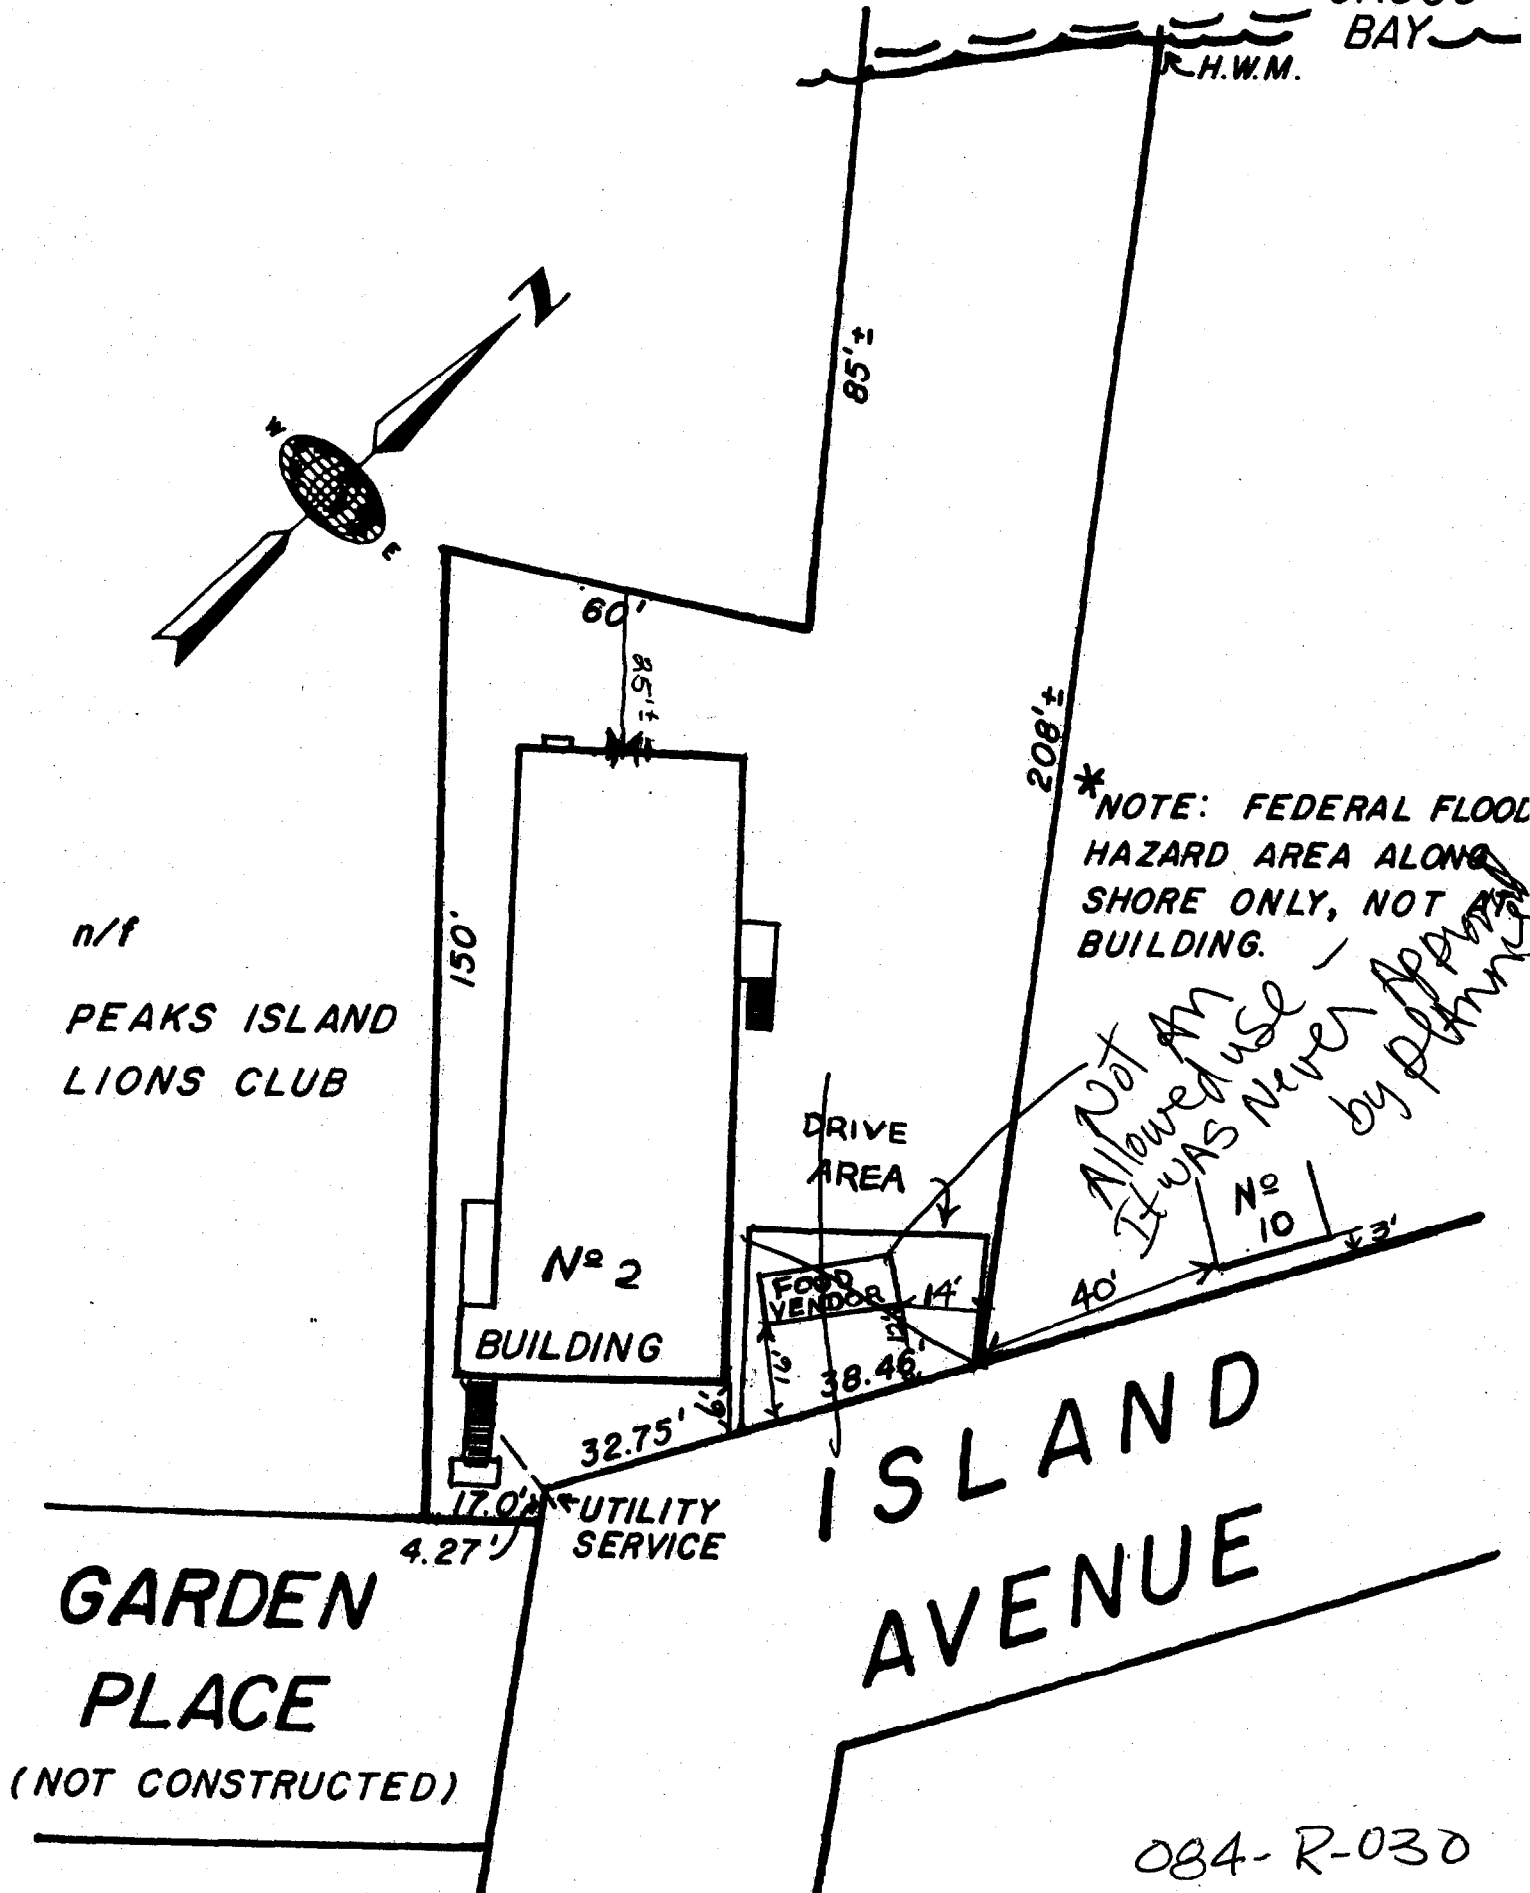 BAY
H.W.M.
N
W
E
85'±
60'
85'±
208'±
*NOTE: FEDERAL FLOOD
HAZARD AREA ALONG
SHORE ONLY, NOT AT
BUILDING.
n/f
PEAKS ISLAND
LIONS CLUB
150'
Not An
Allowed use -
It was Never Approved
by planning
DRIVE
AREA
Nº
10
3'
40'
Nº 2
BUILDING
FOOD
VENDOR
14'
12'
16'
38.46'
6'
32.75'
17.0'
4.27'
UTILITY
SERVICE
ISLAND
AVENUE
GARDEN
PLACE
(NOT CONSTRUCTED)
084-R-030